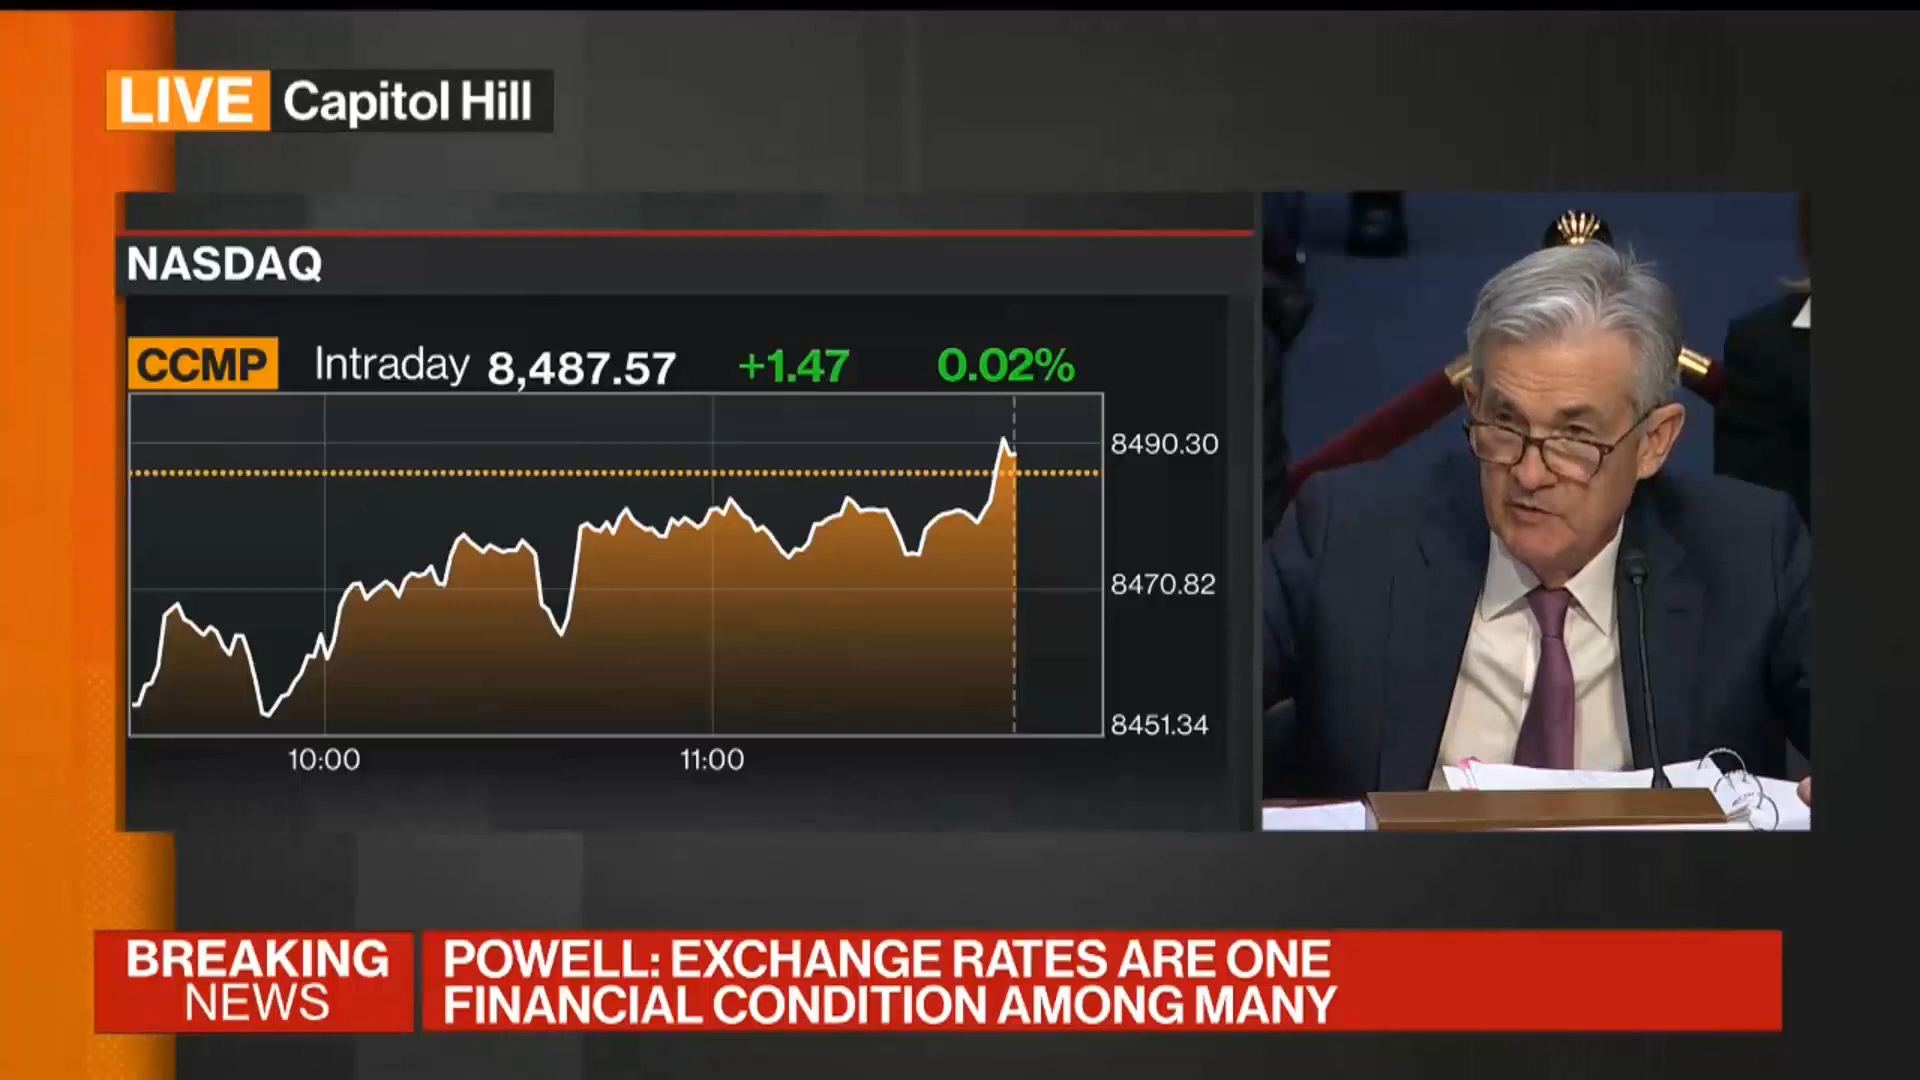 LIVE Capitol Hill
NASDAQ
CCMP Intraday 8,487.57 +1.47 0.02%
8490.30
8470.82
8451.34
10:00 11:00
BREAKING
NEWS
POWELL: EXCHANGE RATES ARE ONE
FINANCIAL CONDITION AMONG MANY